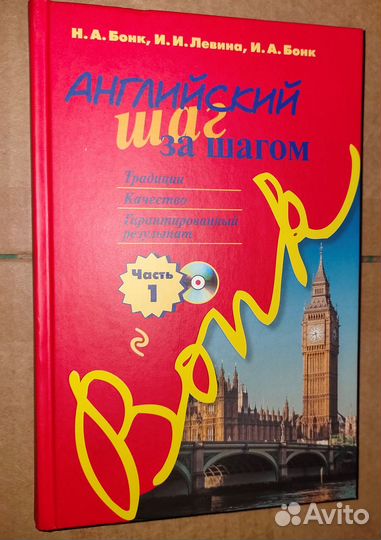 Н. А. Бонк, И. И. Левина, И. А. Бонк
АНГЛИЙСКИЙ
шаг
за шагом
Традиции
Качество
Гарантированный
результат
Часть
1
Bonk
Avito